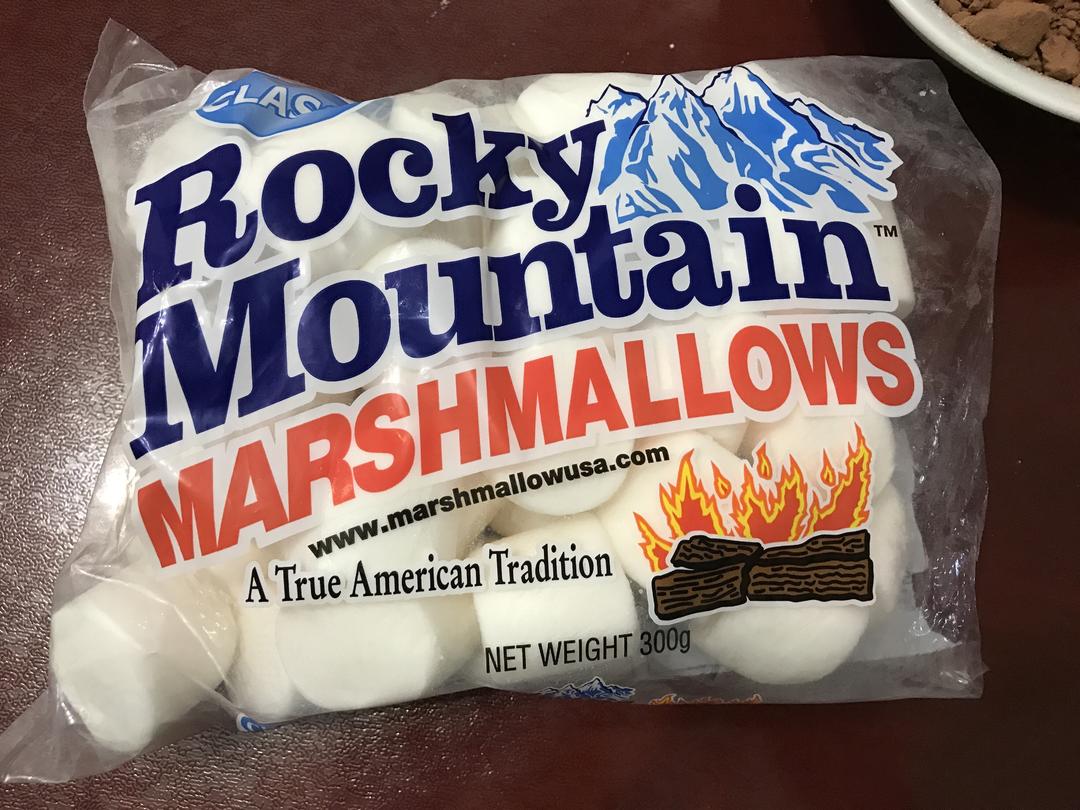 Rocky
Mountain™
MARSHMALLOWS
www.marshmallowusa.com
A True American Tradition
NET WEIGHT 300g